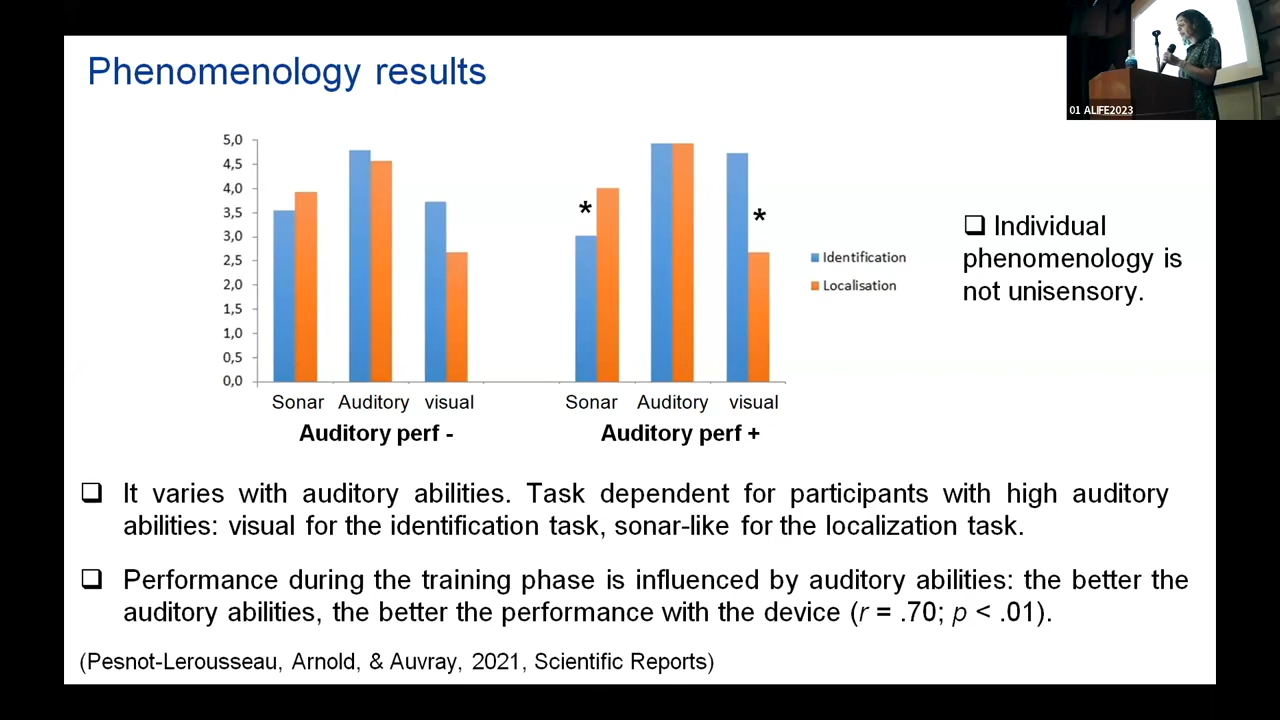 Phenomenology results
01 ALIFE2023
5,0
4,5
4,0
3,5
3,0
2,5
2,0
1,5
1,0
0,5
0,0
*
*
Sonar Auditory visual
Sonar Auditory visual
Auditory perf -
Auditory perf +
Identification
Localisation
❑ Individual
phenomenology is
not unisensory.
❑ It varies with auditory abilities. Task dependent for participants with high auditory
abilities: visual for the identification task, sonar-like for the localization task.
❑ Performance during the training phase is influenced by auditory abilities: the better the
auditory abilities, the better the performance with the device (r = .70; p < .01).
(Pesnot-Lerousseau, Arnold, & Auvray, 2021, Scientific Reports)